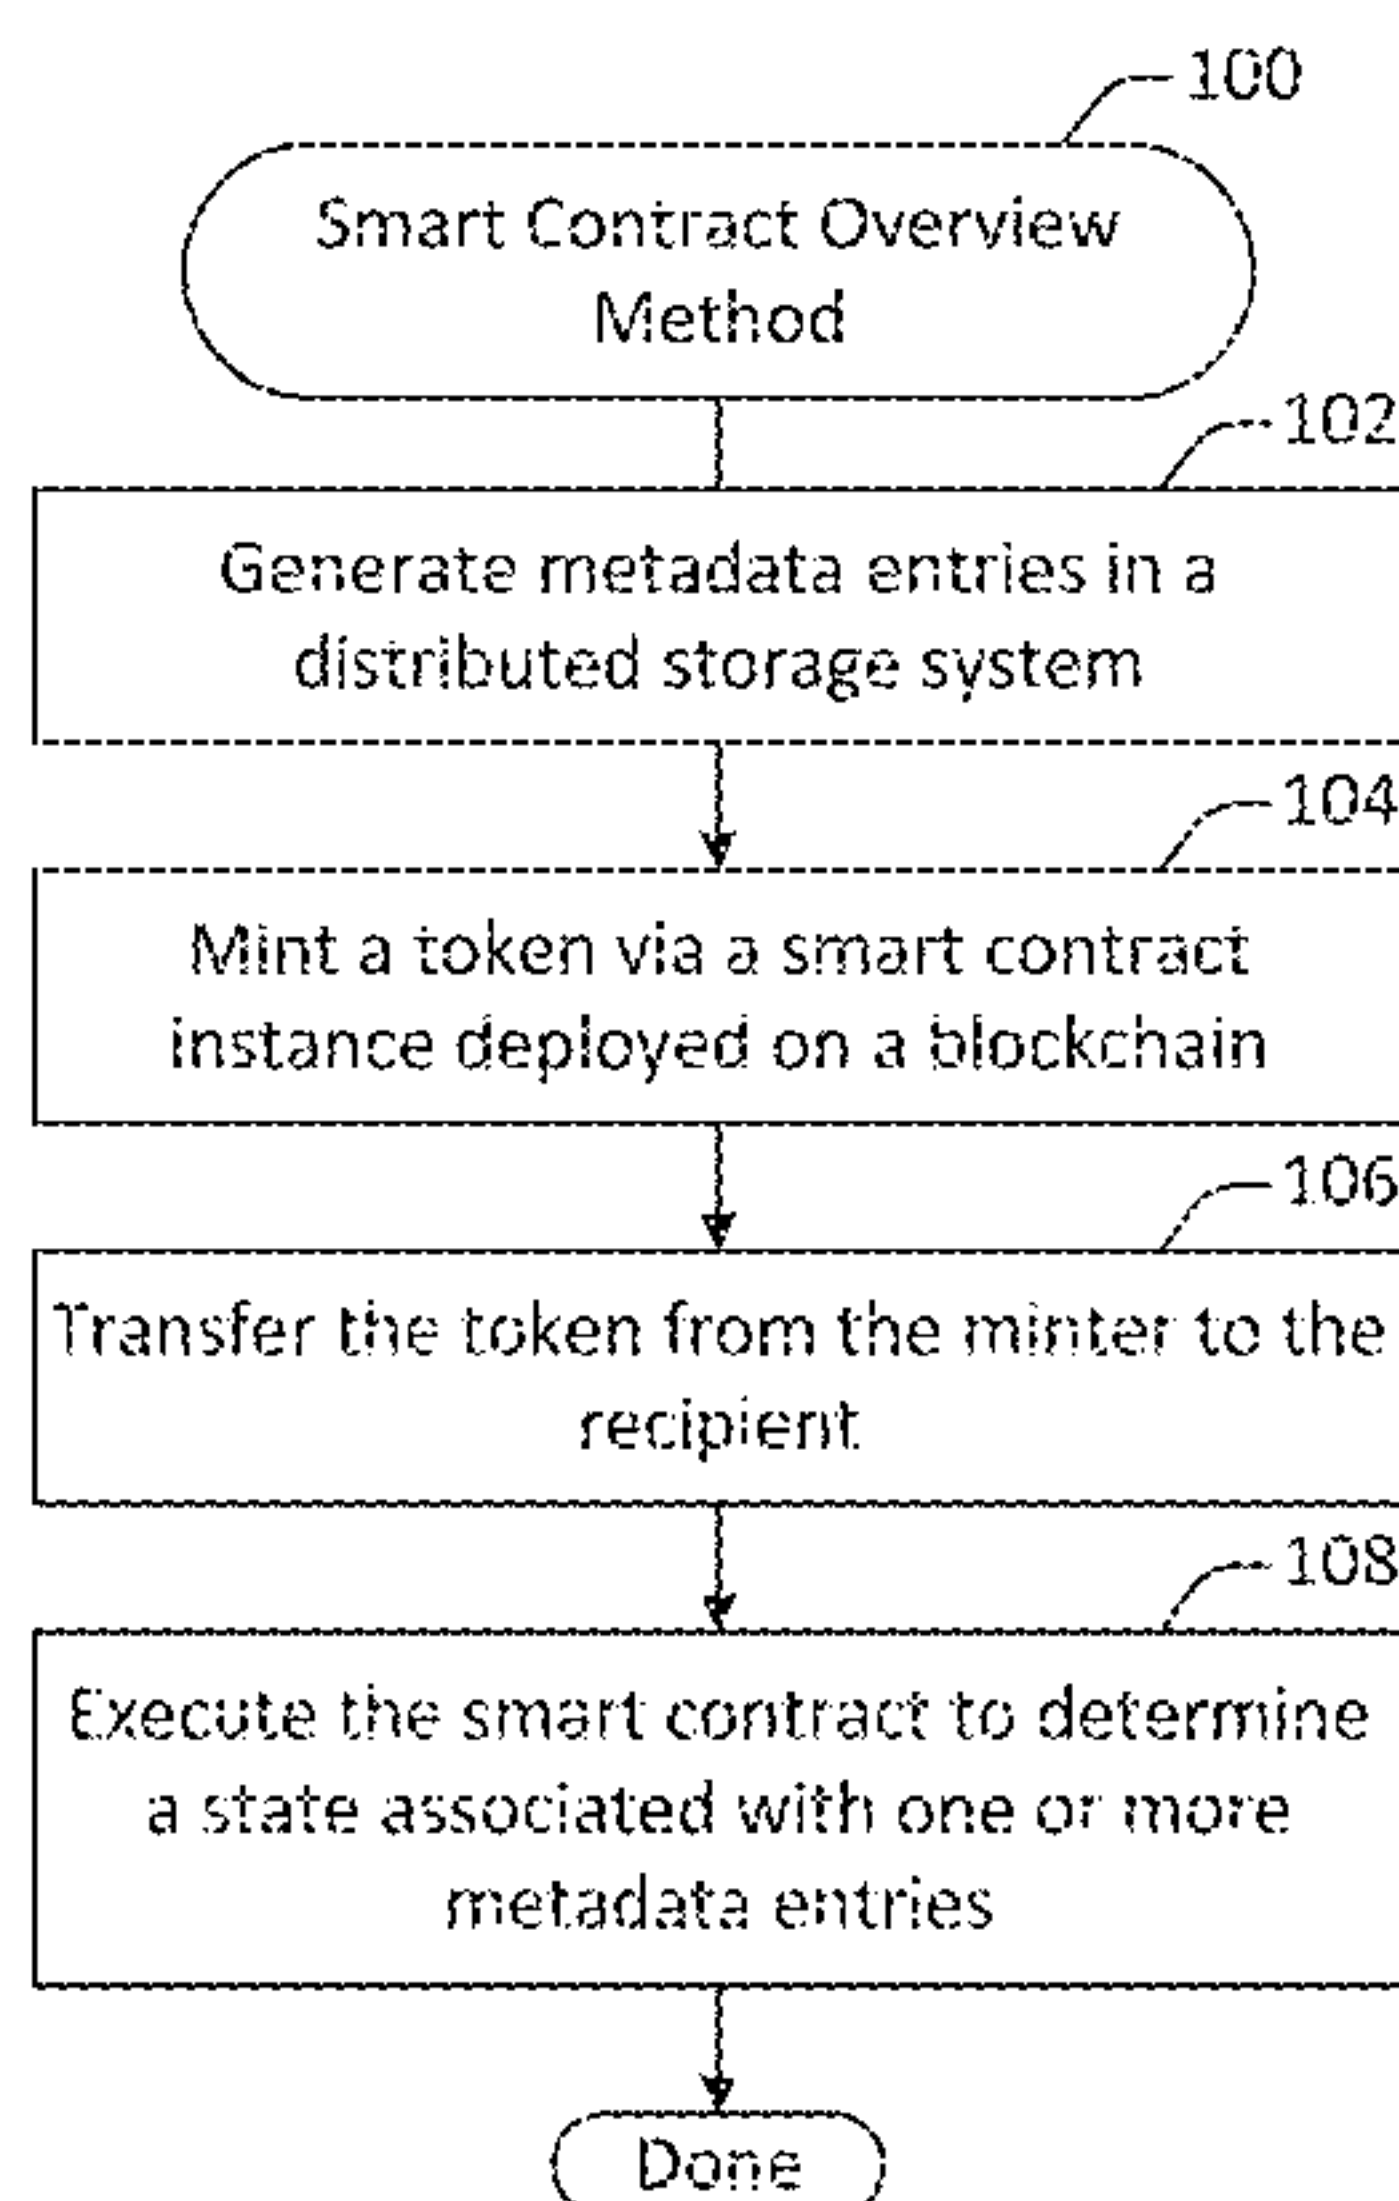 100
Smart Contract Overview
Method
102
Generate metadata entries in a
distributed storage system
104
Mint a token via a smart contract
instance deployed on a blockchain
106
Transfer the token from the minter to the
recipient
108
Execute the smart contract to determine
a state associated with one or more
metadata entries
Done